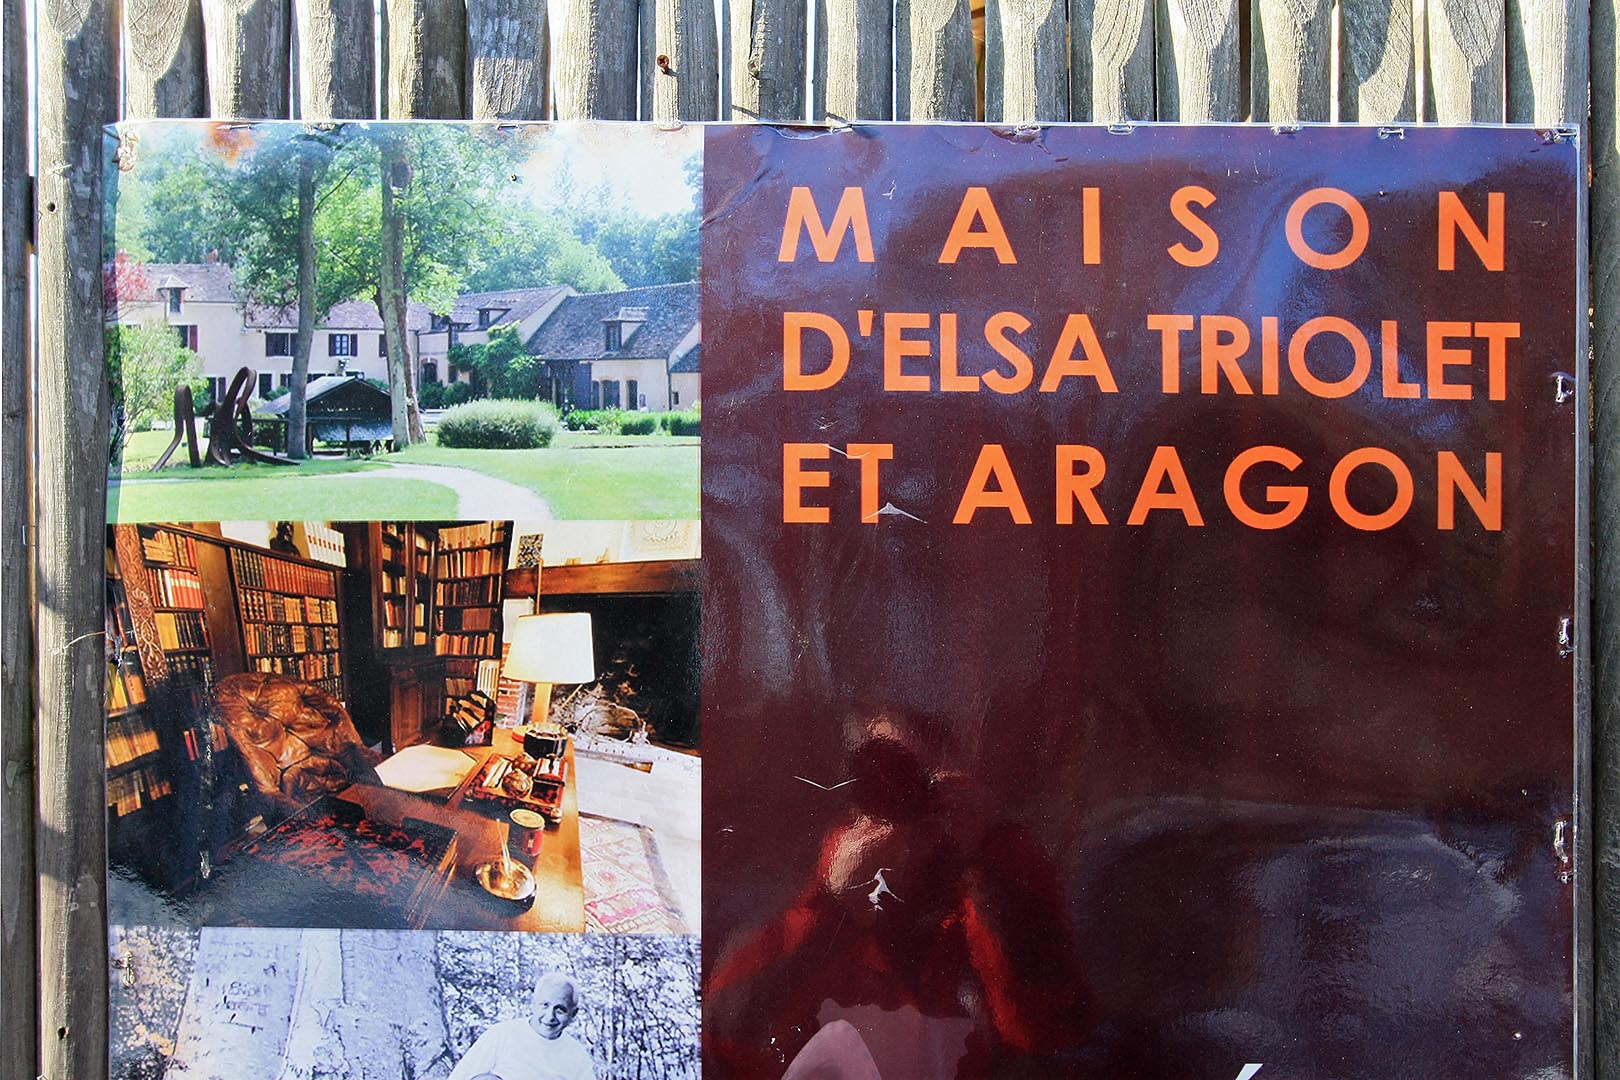 MAISON
D'ELSA TRIOLET
ET ARAGON